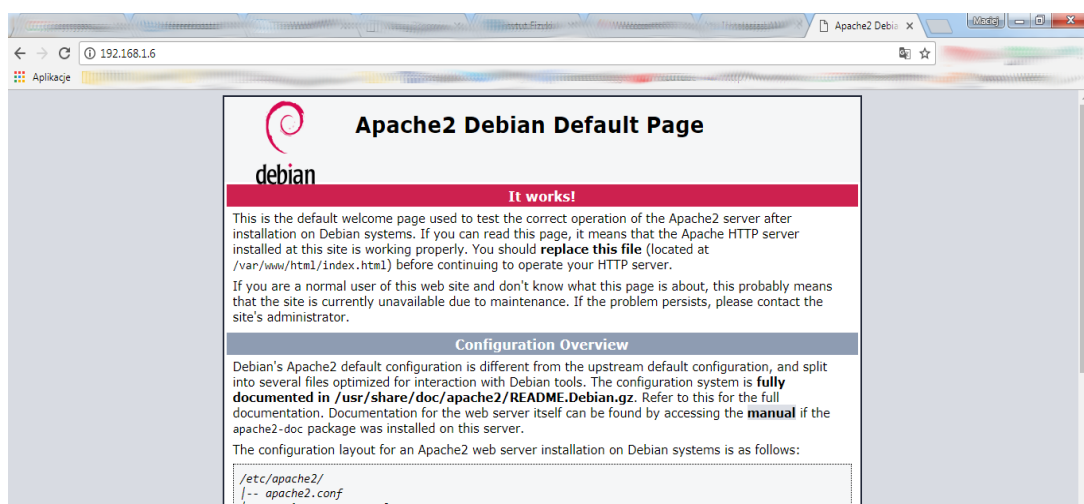 Apache2 Debia
Maciej
192.168.1.6
Aplikacje
debian
Apache2 Debian Default Page
It works!
This is the default welcome page used to test the correct operation of the Apache2 server after
installation on Debian systems. If you can read this page, it means that the Apache HTTP server
installed at this site is working properly. You should replace this file (located at
/var/www/html/index.html) before continuing to operate your HTTP server.
If you are a normal user of this web site and don't know what this page is about, this probably means
that the site is currently unavailable due to maintenance. If the problem persists, please contact the
site's administrator.
Configuration Overview
Debian's Apache2 default configuration is different from the upstream default configuration, and split
into several files optimized for interaction with Debian tools. The configuration system is fully
documented in /usr/share/doc/apache2/README.Debian.gz. Refer to this for the full
documentation. Documentation for the web server itself can be found by accessing the manual if the
apache2-doc package was installed on this server.
The configuration layout for an Apache2 web server installation on Debian systems is as follows:
/etc/apache2/
|-- apache2.conf